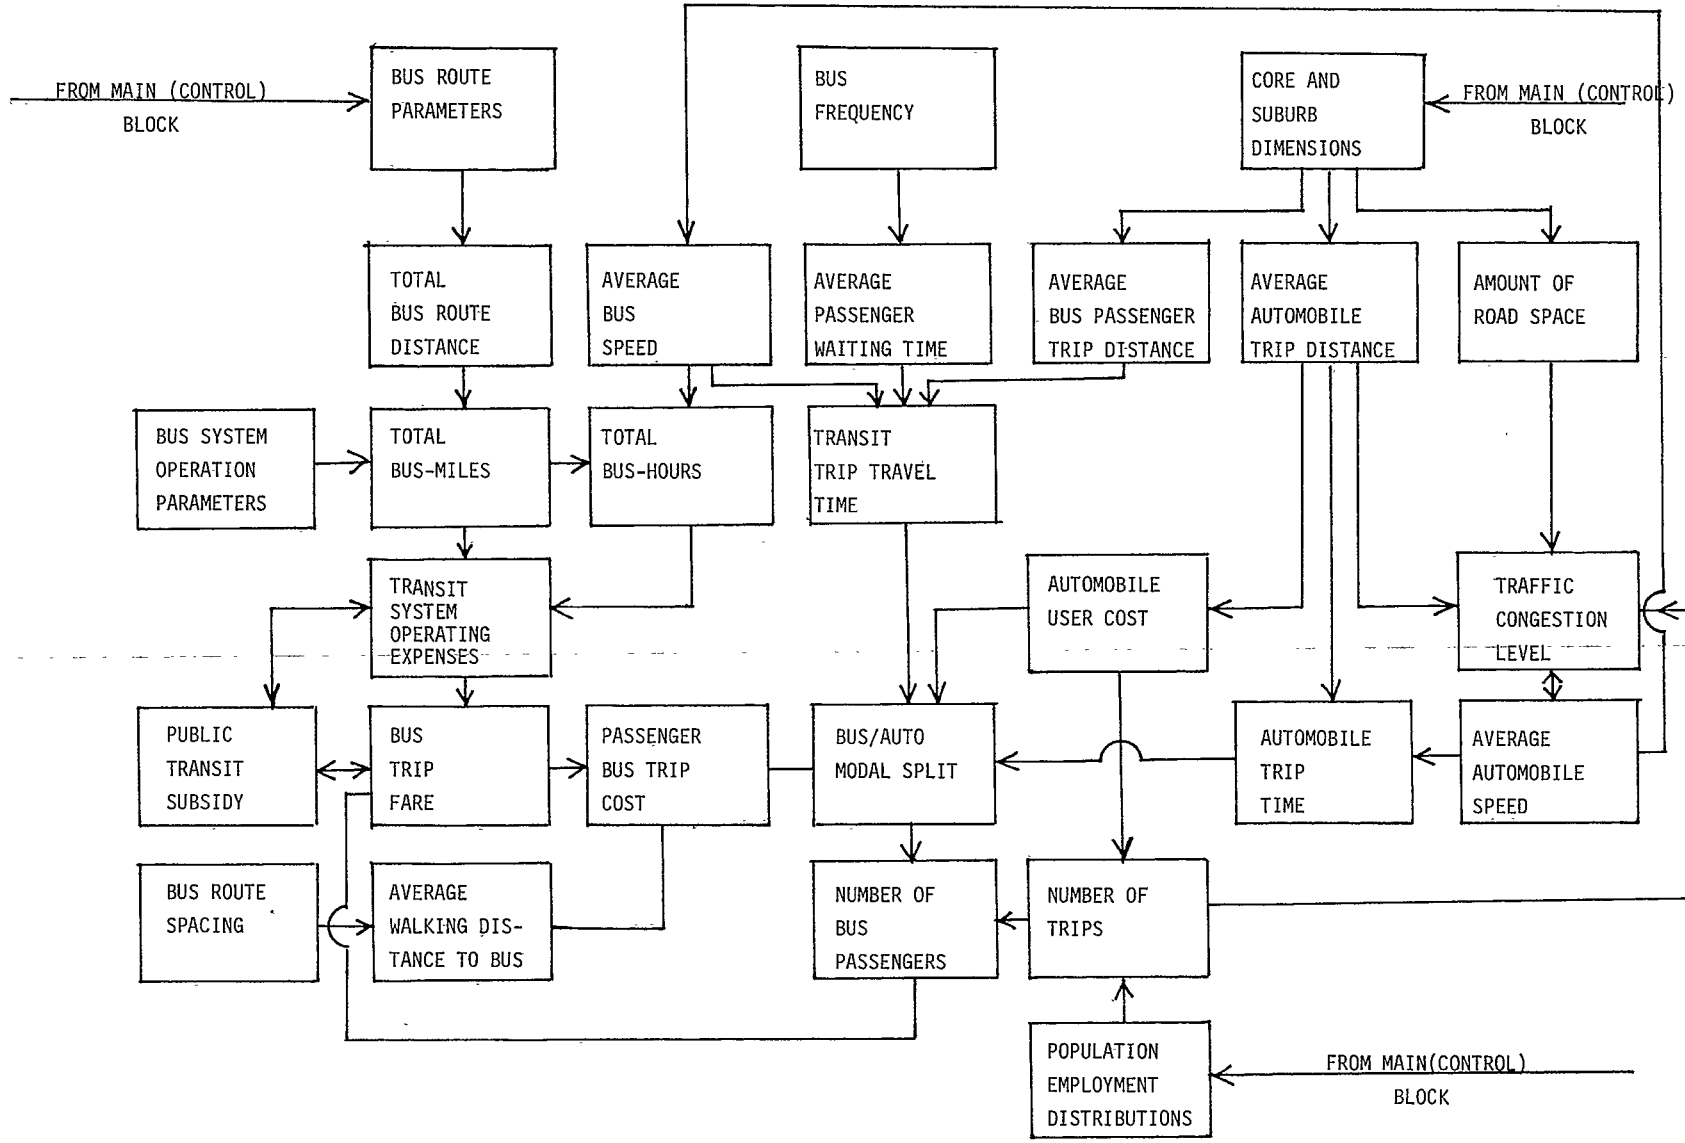 FROM MAIN (CONTROL)
BLOCK
BUS ROUTE
PARAMETERS
BUS
FREQUENCY
CORE AND
SUBURB
DIMENSIONS
FROM MAIN (CONTROL)
BLOCK
TOTAL
BUS ROUTE
DISTANCE
AVERAGE
BUS
SPEED
AVERAGE
PASSENGER
WAITING TIME
AVERAGE
BUS PASSENGER
TRIP DISTANCE
AVERAGE
AUTOMOBILE
TRIP DISTANCE
AMOUNT OF
ROAD SPACE
BUS SYSTEM
OPERATION
PARAMETERS
TOTAL
BUS-MILES
TOTAL
BUS-HOURS
TRANSIT
TRIP TRAVEL
TIME
TRANSIT
SYSTEM
OPERATING
EXPENSES
AUTOMOBILE
USER COST
TRAFFIC
CONGESTION
LEVEL
PUBLIC
TRANSIT
SUBSIDY
BUS
TRIP
FARE
PASSENGER
BUS TRIP
COST
BUS/AUTO
MODAL SPLIT
AUTOMOBILE
TRIP
TIME
AVERAGE
AUTOMOBILE
SPEED
BUS ROUTE
SPACING
AVERAGE
WALKING DIS-
TANCE TO BUS
NUMBER OF
BUS
PASSENGERS
NUMBER OF
TRIPS
POPULATION
EMPLOYMENT
DISTRIBUTIONS
FROM MAIN(CONTROL)
BLOCK